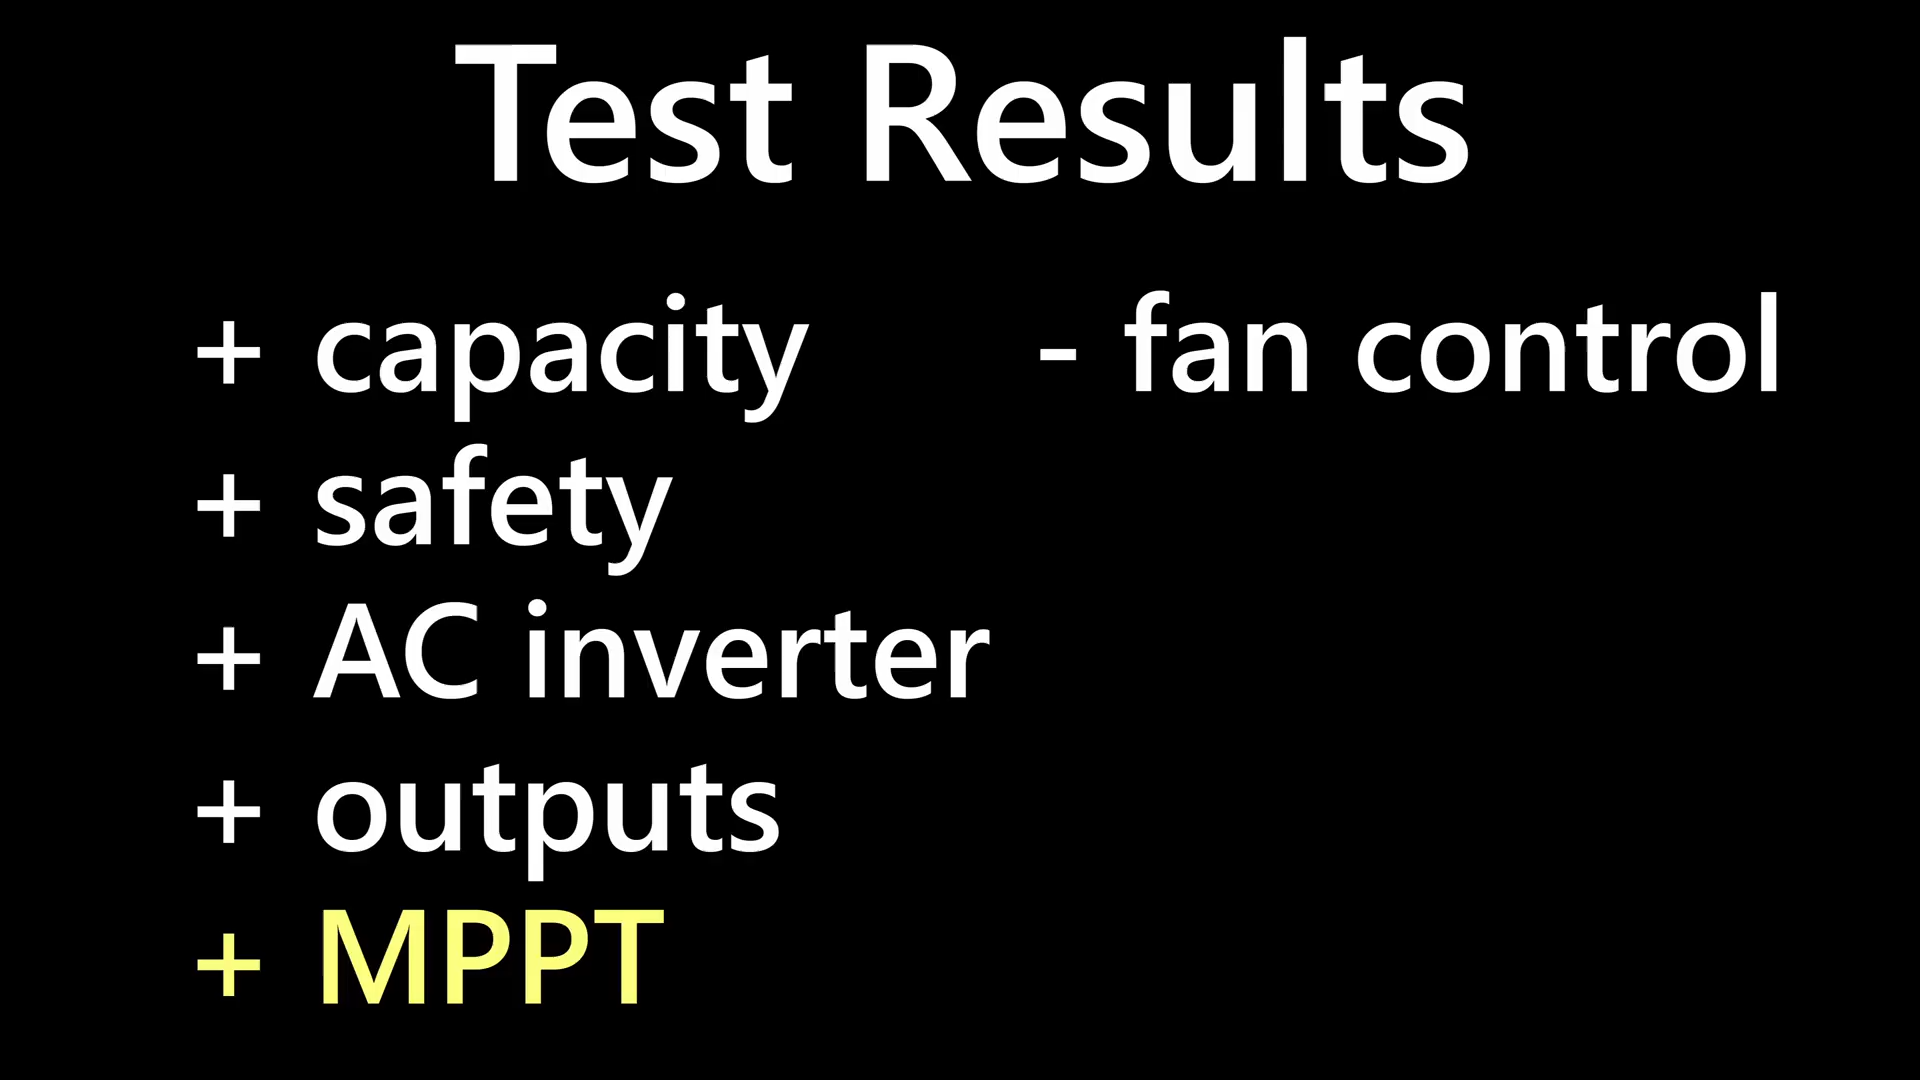 Test Results
+ capacity
- fan control
+ safety
+ AC inverter
+ outputs
+ MPPT